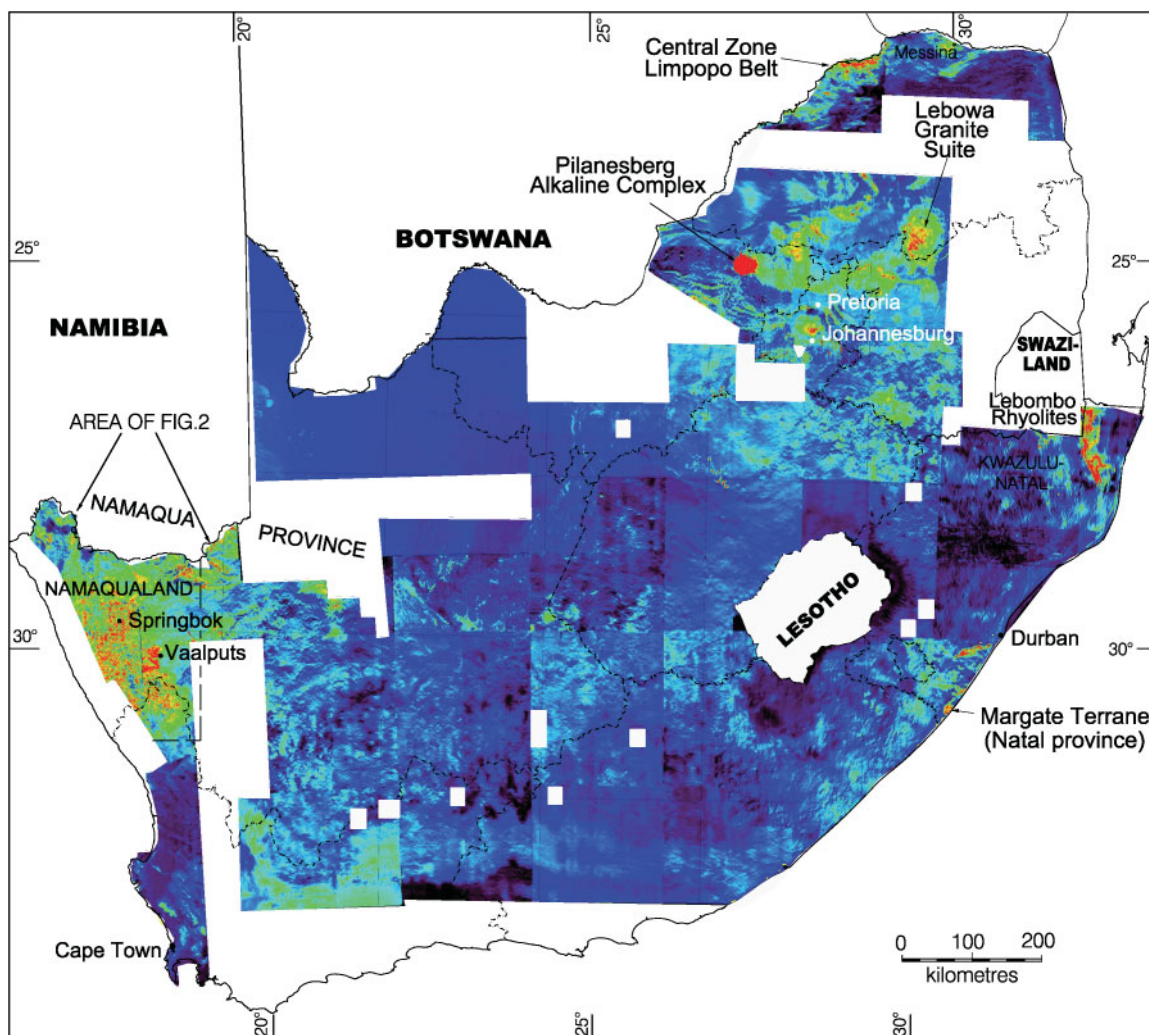 20°
25°
30°
Central Zone
Limpopo Belt
Messina
Lebowa
Granite
Suite
Pilanesberg
Alkaline Complex
BOTSWANA
25°
25°
NAMIBIA
Pretoria
Johannesburg
SWAZI-
LAND
Lebombo
Rhyolites
AREA OF FIG.2
KWAZULU-
NATAL
NAMAQUA
PROVINCE
NAMAQUALAND
Springbok
Vaalputs
LESOTHO
30°
30°
Durban
Margate Terrane
(Natal province)
Cape Town
0 100 200
kilometres
20°
25°
30°